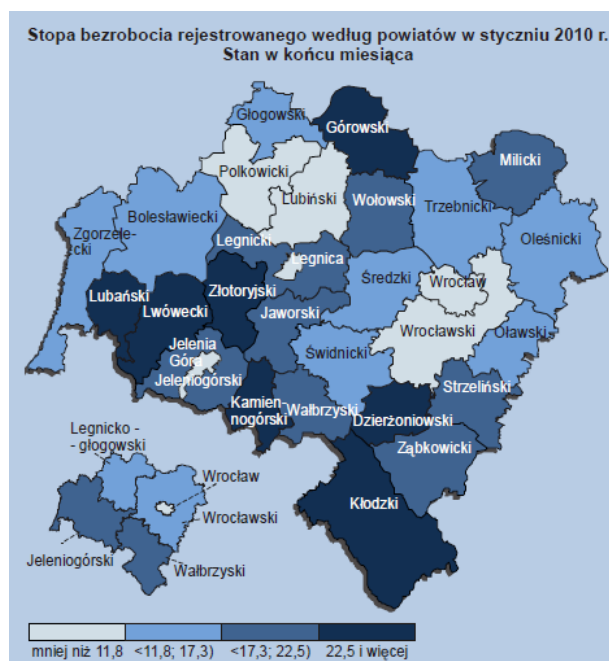 Stopa bezrobocia rejestrowanego według powiatów w styczniu 2010 r.
Stan w końcu miesiąca
Głogowski
Górowski
Milicki
Polkowicki
Lubiński
Wołowski
Trzebnicki
Bolesławiecki
Zgorzele-
cki
Legnicki
Oleśnicki
Legnica
Średzki
Wrocław
Lubański
Lwówecki
Złotoryjski
Jaworski
Wrocławski
Oławski
Jelenia
Góra
Świdnicki
Jeleniogórski
Strzeliński
Kamien-
nogórski
Wałbrzyski
Dzierżoniowski
Ząbkowicki
Kłodzki
Legnicko -
- głogowski
Wrocław
Wrocławski
Jeleniogórski
Wałbrzyski
mniej niż 11,8 <11,8; 17,3) <17,3; 22,5) 22,5 i więcej